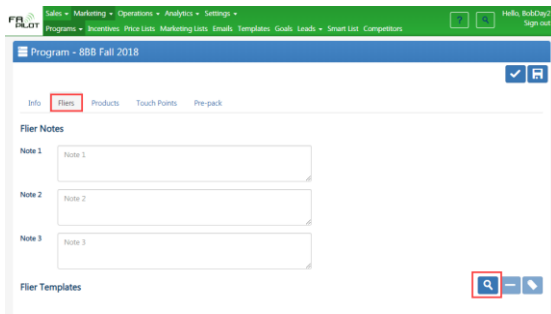 FR PILOT
Sales Marketing Operations Analytics Settings
Programs Incentives Price Lists Marketing Lists Emails Templates Goals Leads Smart List Competitors
?
Hello, BobDay2
Sign out
Program - 8BB Fall 2018
Info Fliers Products Touch Points Pre-pack
Flier Notes
Note 1
Note 1
Note 2
Note 2
Note 3
Note 3
Flier Templates